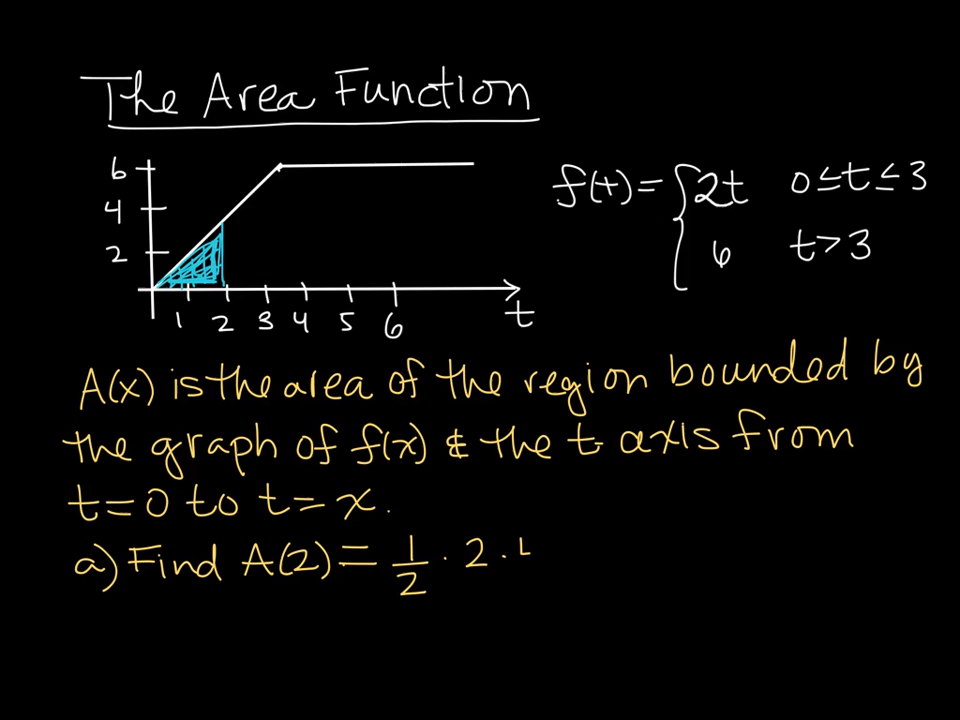 The Area Function
6
4
2
1 2 3 4 5 6
t
f(t) = { 2t 0 ≤ t ≤ 3
6 t > 3
A(x) is the area of the region bounded by
the graph of f(x) & the t axis from
t = 0 to t = x.
a) Find A(2) = 1/2 · 2 ·